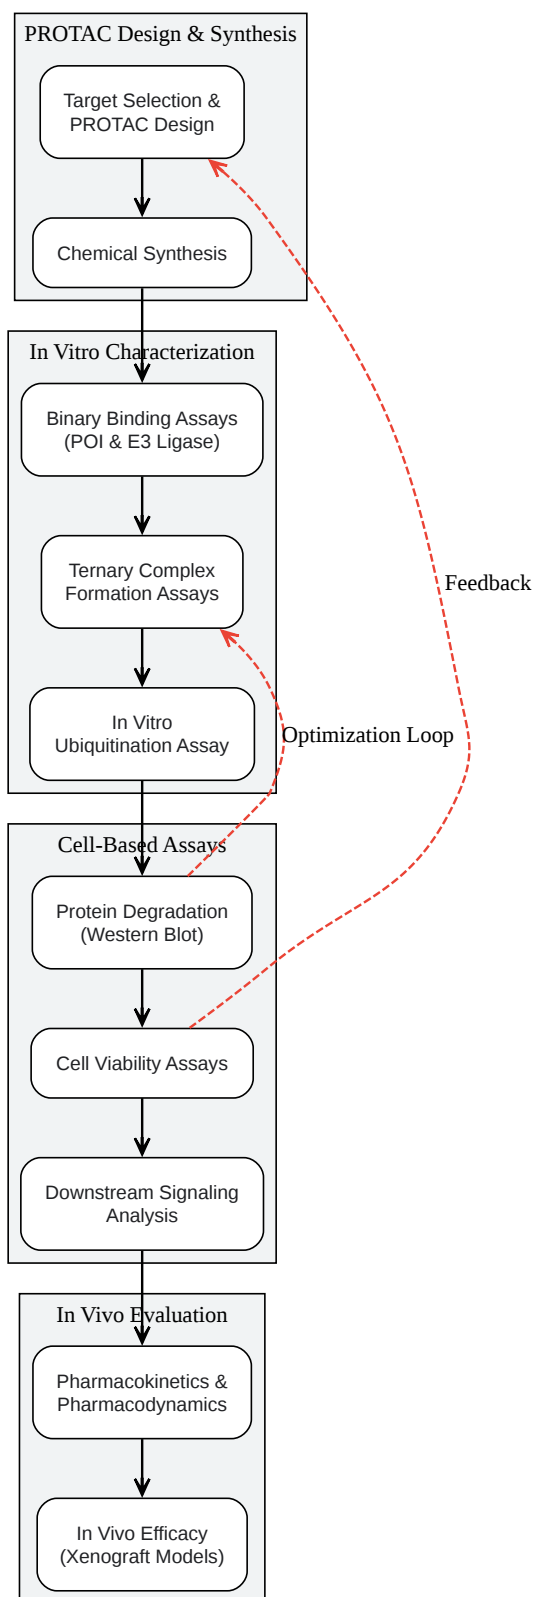 PROTAC Design & Synthesis
Target Selection &
PROTAC Design
Chemical Synthesis
In Vitro Characterization
Binary Binding Assays
(POI & E3 Ligase)
Ternary Complex
Formation Assays
Feedback
In Vitro
Ubiquitination Assay
Optimization Loop
Cell-Based Assays
Protein Degradation
(Western Blot)
Cell Viability Assays
Downstream Signaling
Analysis
In Vivo Evaluation
Pharmacokinetics &
Pharmacodynamics
In Vivo Efficacy
(Xenograft Models)